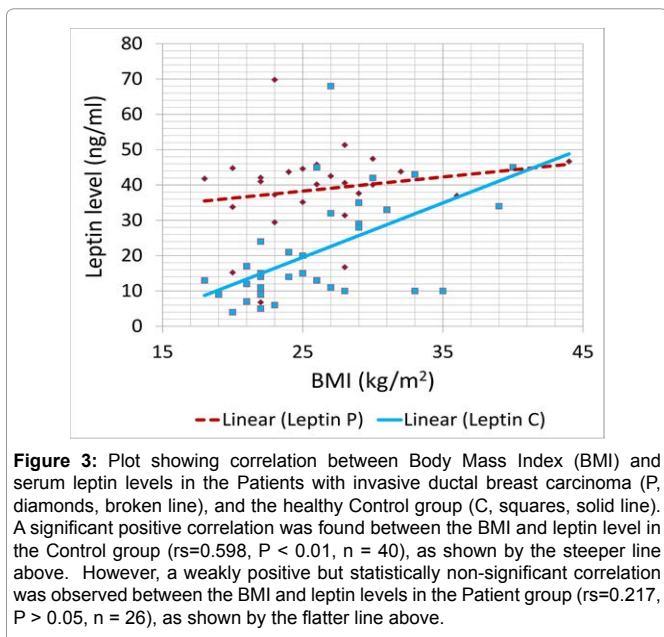 80
70
60
50
40
30
20
10
0
Leptin level (ng/ml)
15 25 35 45
BMI (kg/m²)
Linear (Leptin P) Linear (Leptin C)
Figure 3: Plot showing correlation between Body Mass Index (BMI) and
serum leptin levels in the Patients with invasive ductal breast carcinoma (P,
diamonds, broken line), and the healthy Control group (C, squares, solid line).
A significant positive correlation was found between the BMI and leptin level in
the Control group (rs=0.598, P < 0.01, n = 40), as shown by the steeper line
above. However, a weakly positive but statistically non-significant correlation
was observed between the BMI and leptin levels in the Patient group (rs=0.217,
P > 0.05, n = 26), as shown by the flatter line above.